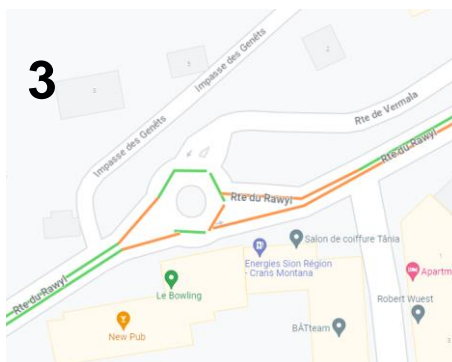 3
Impasse des Genêts
Impasse des Genêts
Rte de Vermala
Rte du Rawyl
Rte du Rawyl
Salon de coiffure Tânia
Energies Sion Région
- Crans Montana
Apartm
Le Bowling
Rte du Rawyl
Robert Wuest
New Pub
BÂTteam